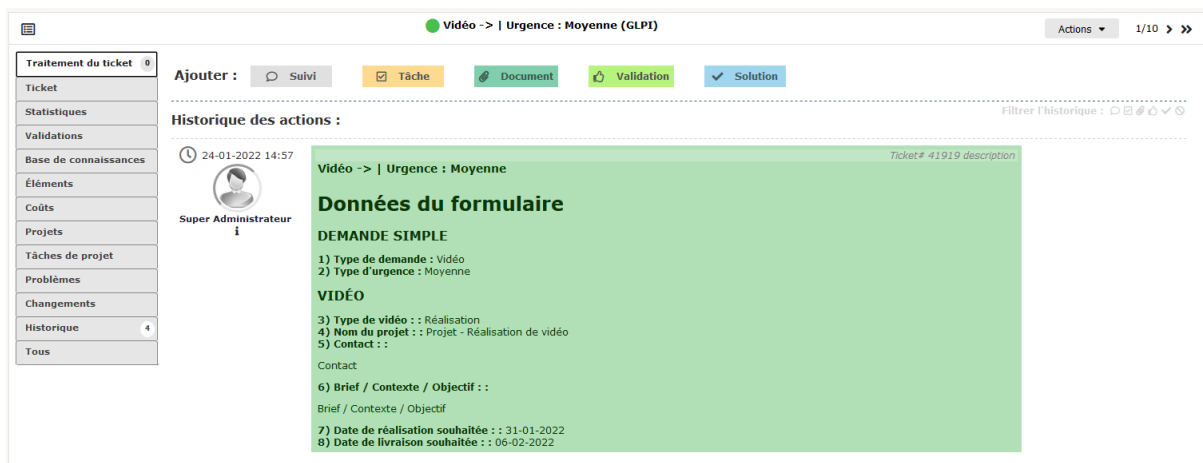 Vidéo -> | Urgence : Moyenne (GLPI)
Actions
1/10
Traitement du ticket 0
Ticket
Statistiques
Validations
Base de connaissances
Éléments
Coûts
Projets
Tâches de projet
Problèmes
Changements
Historique 4
Tous
Ajouter : Suivi Tâche Document Validation Solution
Filtrer l'historique :
Historique des actions :
24-01-2022 14:57
Super Administrateur
i
Ticket# 41919 description
Vidéo -> | Urgence : Moyenne
Données du formulaire
DEMANDE SIMPLE
1) Type de demande : Vidéo
2) Type d'urgence : Moyenne
VIDÉO
3) Type de vidéo : : Réalisation
4) Nom du projet : : Projet - Réalisation de vidéo
5) Contact : :
Contact
6) Brief / Contexte / Objectif : :
Brief / Contexte / Objectif
7) Date de réalisation souhaitée : : 31-01-2022
8) Date de livraison souhaitée : : 06-02-2022